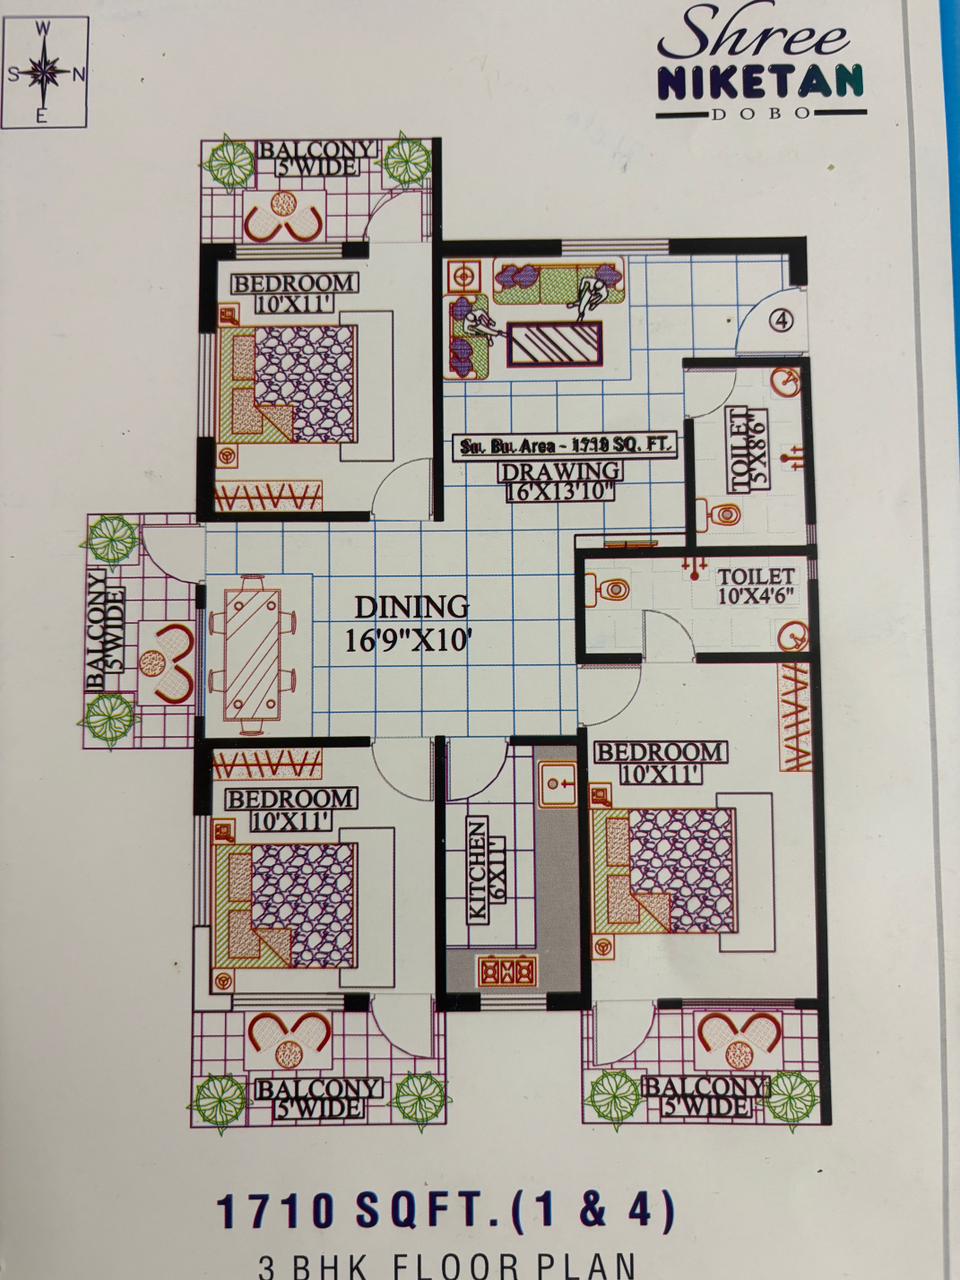 W
S N
E
Shree
NIKETAN
DOBO
BALCONY
5'WIDE
BEDROOM
10'X11'
④
TOILET
5'X8'6"
Su. Bu. Area - 1710 SQ. FT.
DRAWING
16'X13'10"
BALCONY
5'WIDE
DINING
16'9"X10'
TOILET
10'X4'6"
BEDROOM
10'X11'
BEDROOM
10'X11'
KITCHEN
6'X11'
BALCONY
5'WIDE
BALCONY
5'WIDE
1710 SQFT.(1 & 4)
3 BHK FLOOR PLAN